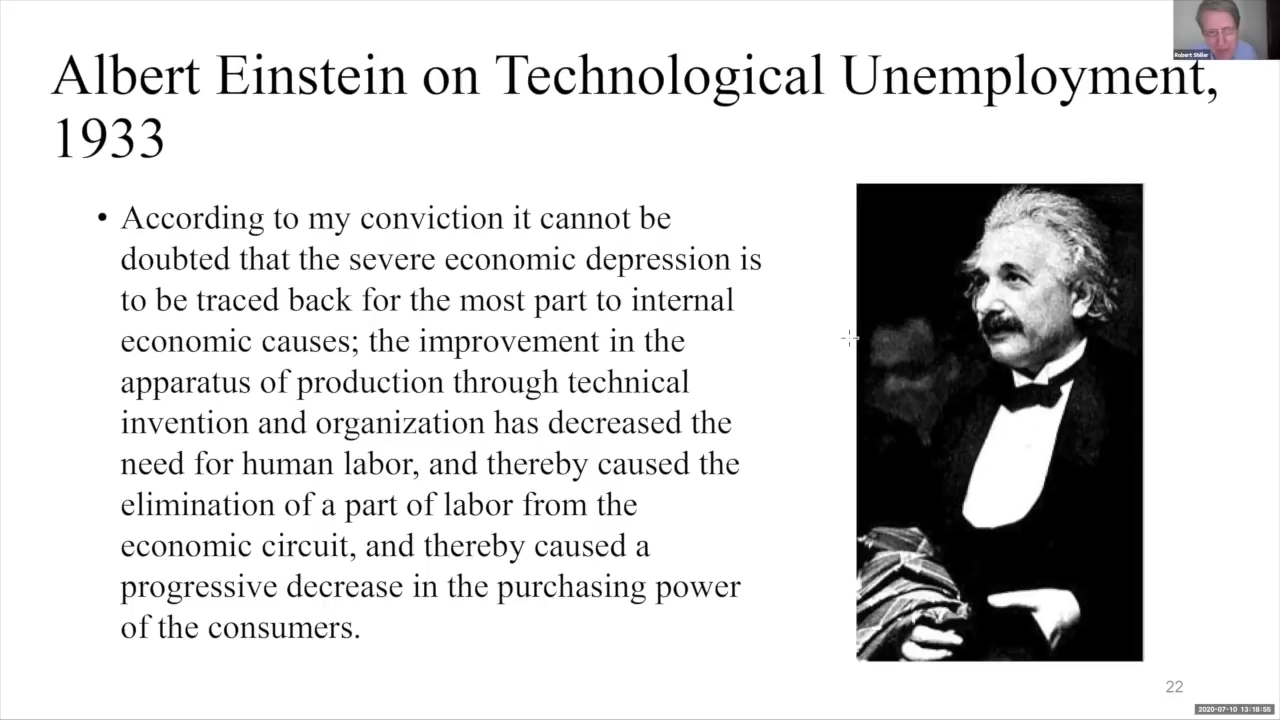 Robert Shiller
Albert Einstein on Technological Unemployment,
1933
• According to my conviction it cannot be
doubted that the severe economic depression is
to be traced back for the most part to internal
economic causes; the improvement in the
apparatus of production through technical
invention and organization has decreased the
need for human labor, and thereby caused the
elimination of a part of labor from the
economic circuit, and thereby caused a
progressive decrease in the purchasing power
of the consumers.
22
2020-07-10 13:18:55